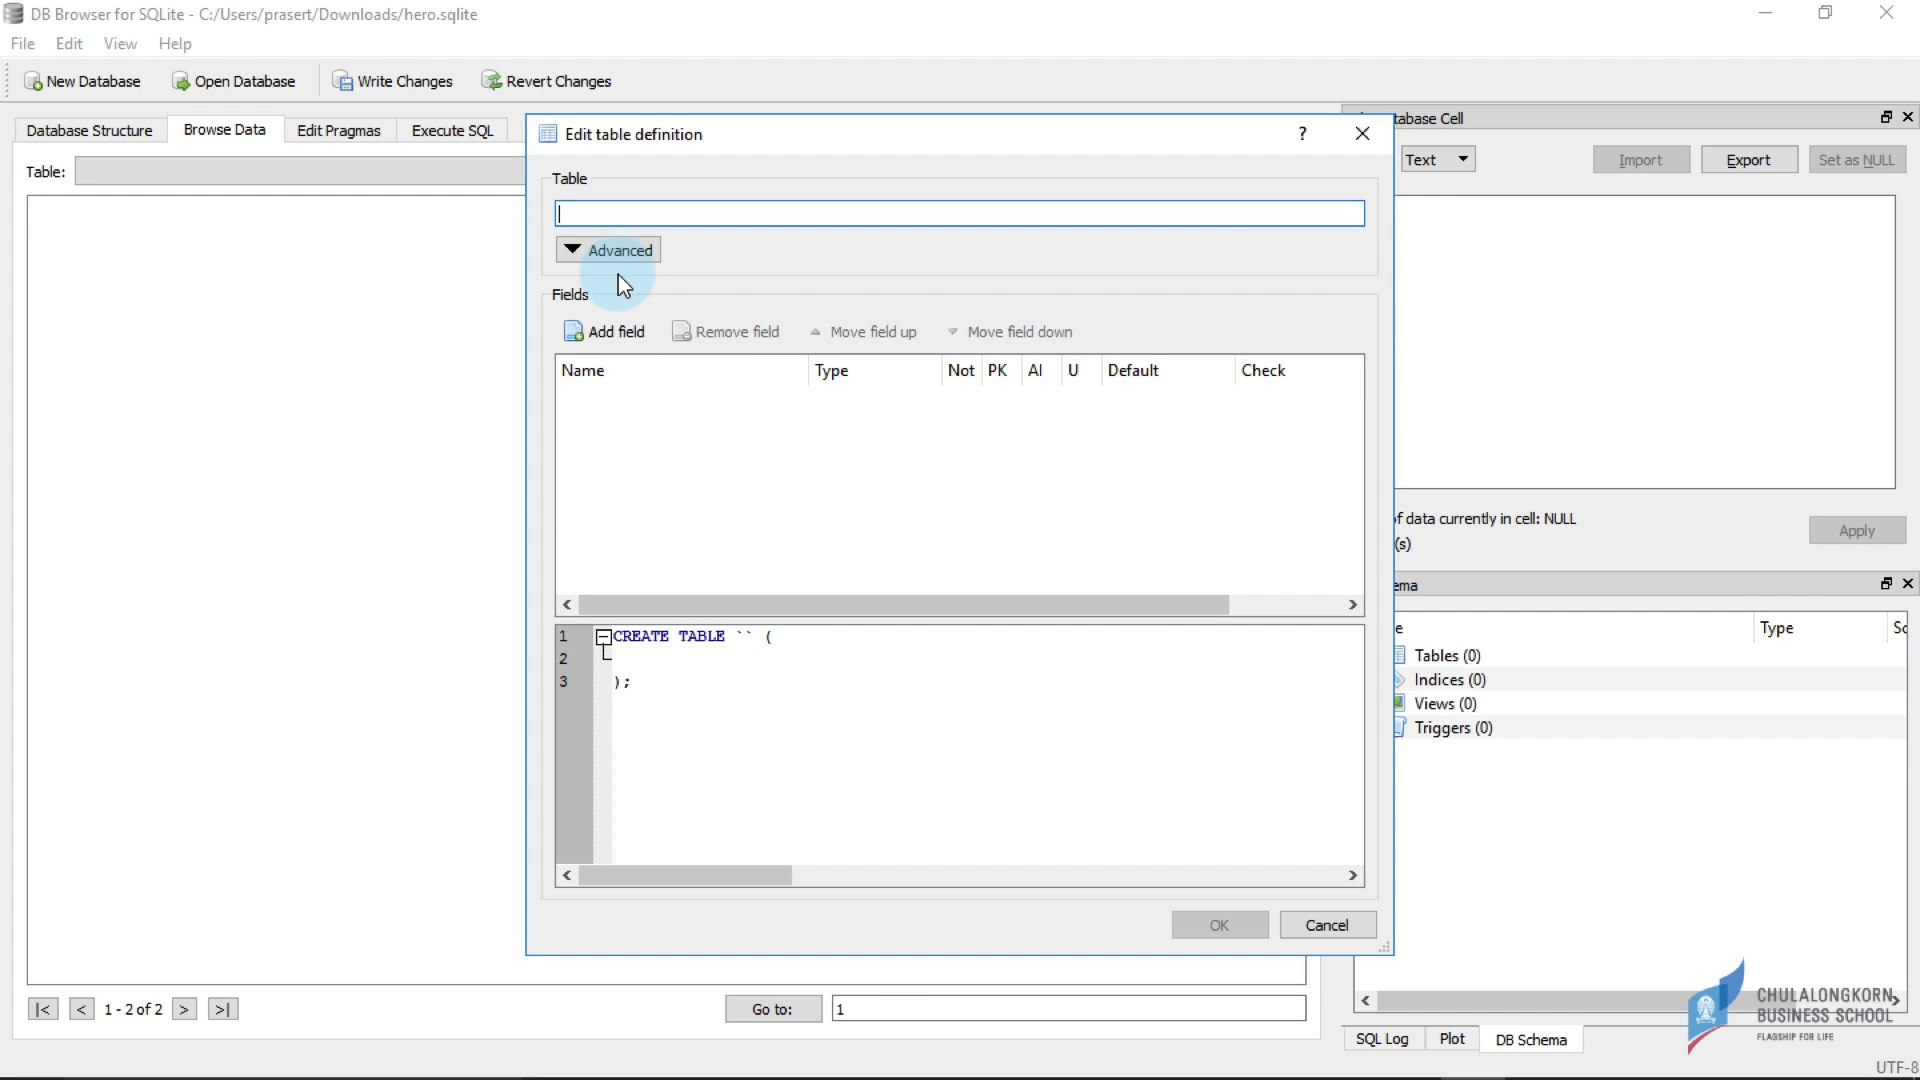 DB Browser for SQLite - C:/Users/prasert/Downloads/hero.sqlite
File Edit View Help
New Database Open Database Write Changes Revert Changes
Database Structure Browse Data Edit Pragmas Execute SQL
Table:
1 - 2 of 2
Go to: 1
Edit table definition ?
Table
Advanced
Fields
Add field Remove field Move field up Move field down
Name Type Not PK AI U Default Check
1 CREATE TABLE `` (
2
3 );
OK Cancel
tabase Cell
Text Import Export Set as NULL
of data currently in cell: NULL
(s)
Apply
ema
e Type Sc
Tables (0)
Indices (0)
Views (0)
Triggers (0)
CHULALONGKORN
BUSINESS SCHOOL
FLAGSHIP FOR LIFE
SQL Log Plot DB Schema
UTF-8